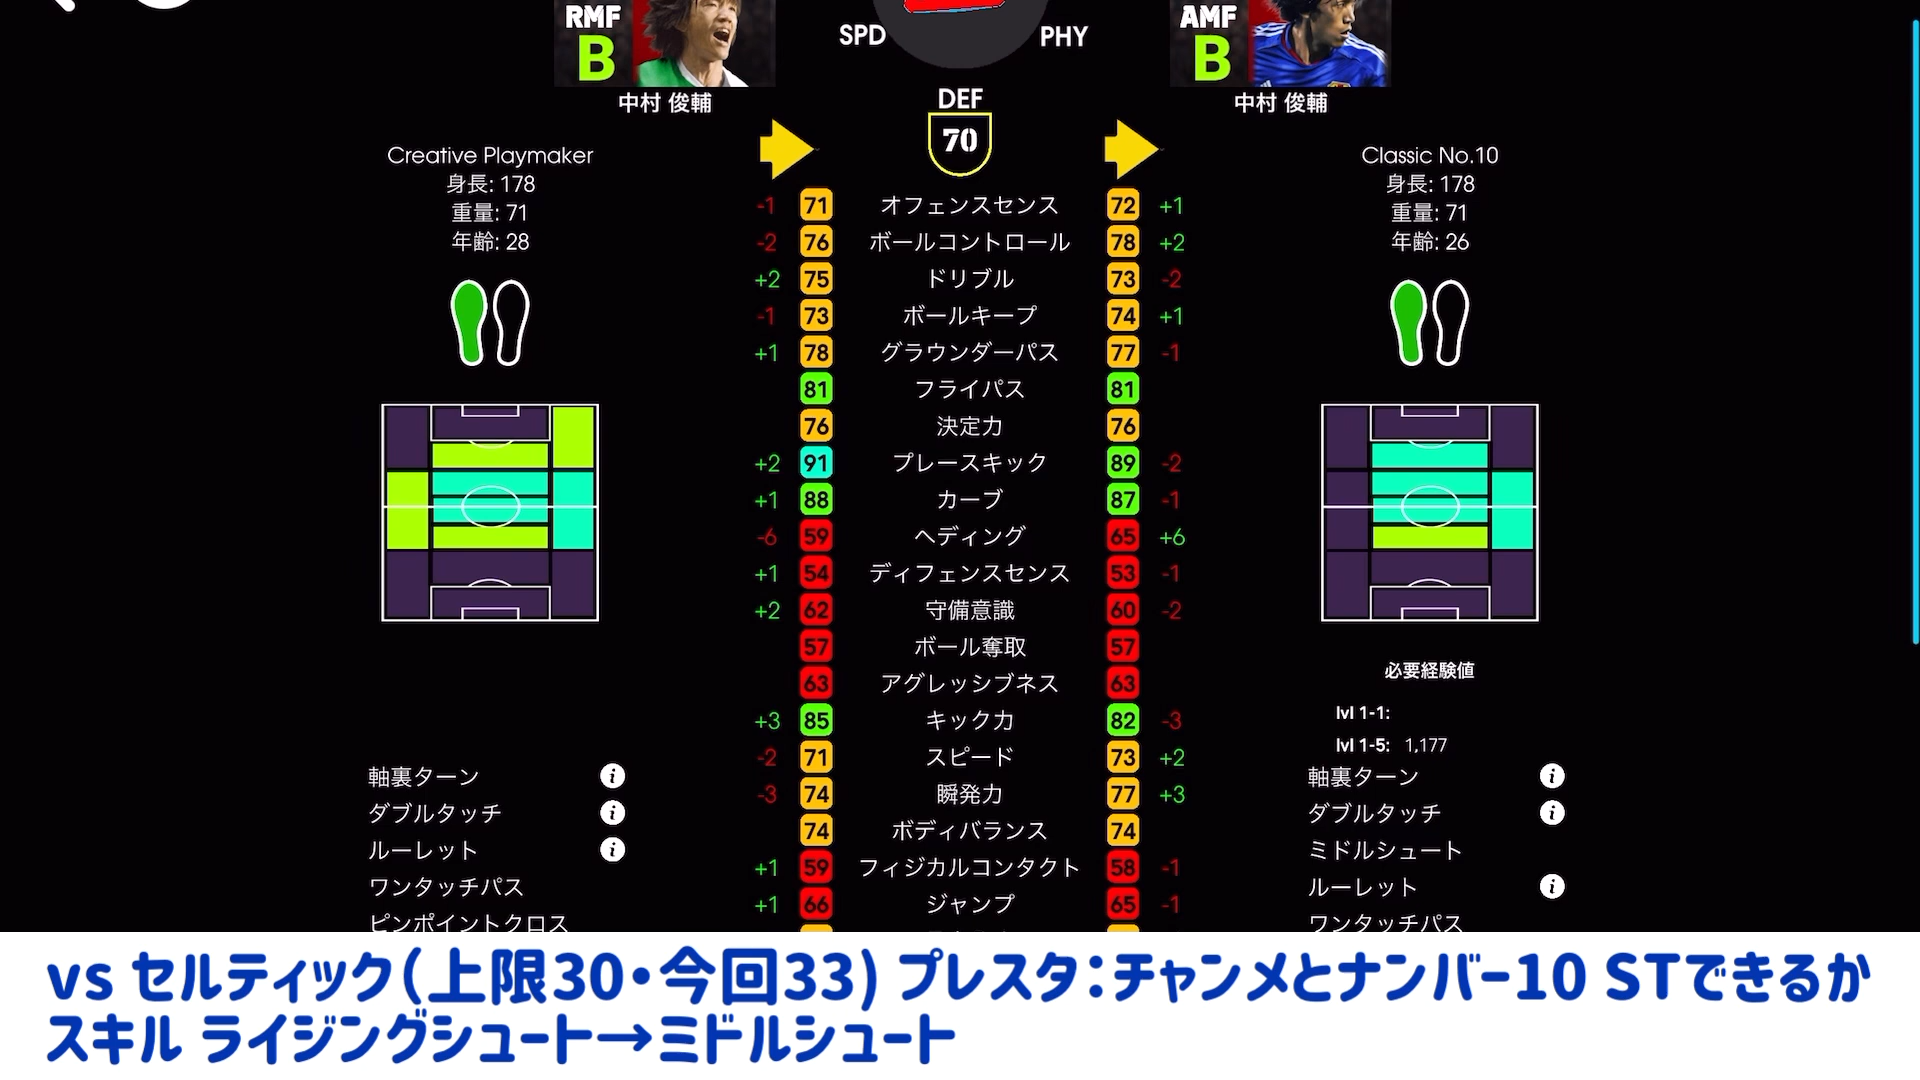 RMF
B
中村 俊輔
SPD
PHY
AMF
B
中村 俊輔
DEF
70
Creative Playmaker
身長: 178
重量: 71
年齢: 28
Classic No.10
身長: 178
重量: 71
年齢: 26
-1 71 オフェンスセンス 72 +1
-2 76 ボールコントロール 78 +2
+2 75 ドリブル 73 -2
-1 73 ボールキープ 74 +1
+1 78 グラウンダーパス 77 -1
81 フライパス 81
76 決定力 76
+2 91 プレースキック 89 -2
+1 88 カーブ 87 -1
-6 59 ヘディング 65 +6
+1 54 ディフェンスセンス 53 -1
+2 62 守備意識 60 -2
57 ボール奪取 57
63 アグレッシブネス 63
+3 85 キック力 82 -3
-2 71 スピード 73 +2
-3 74 瞬発力 77 +3
74 ボディバランス 74
+1 59 フィジカルコンタクト 58 -1
+1 66 ジャンプ 65 -1
軸裏ターン
ダブルタッチ
ルーレット
ワンタッチパス
ピンポイントクロス
必要経験値
lvl 1-1:
lvl 1-5: 1,177
軸裏ターン
ダブルタッチ
ミドルシュート
ルーレット
ワンタッチパス
vs セルティック(上限30・今回33) プレスタ:チャンメとナンバー10 STできるか
スキル ライジングシュート→ミドルシュート